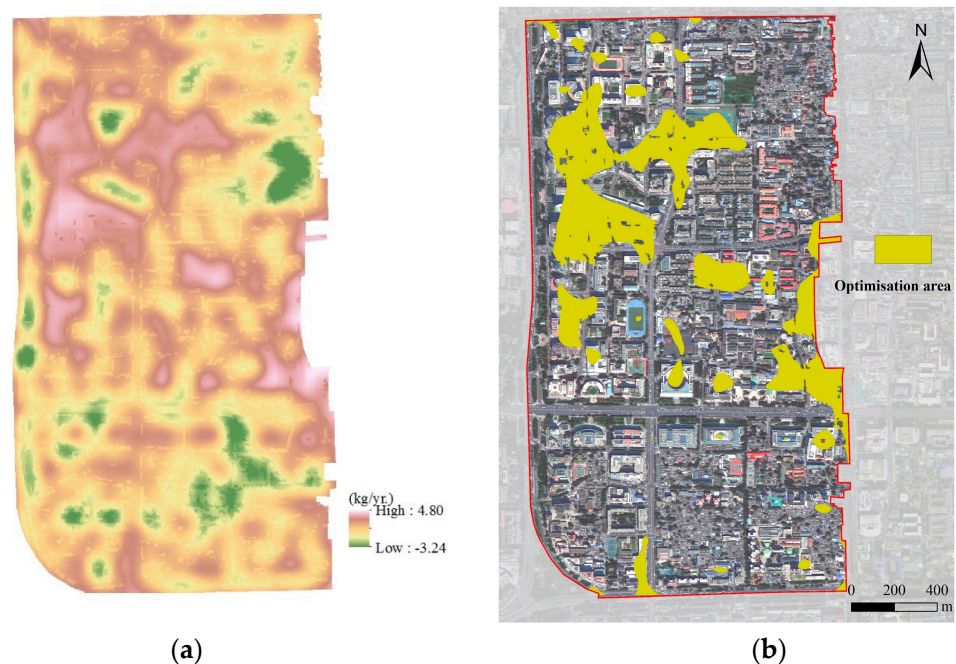 (kg/yr.)
High : 4.80
Low : -3.24
(a)
N
Optimisation area
0 200 400
m
(b)